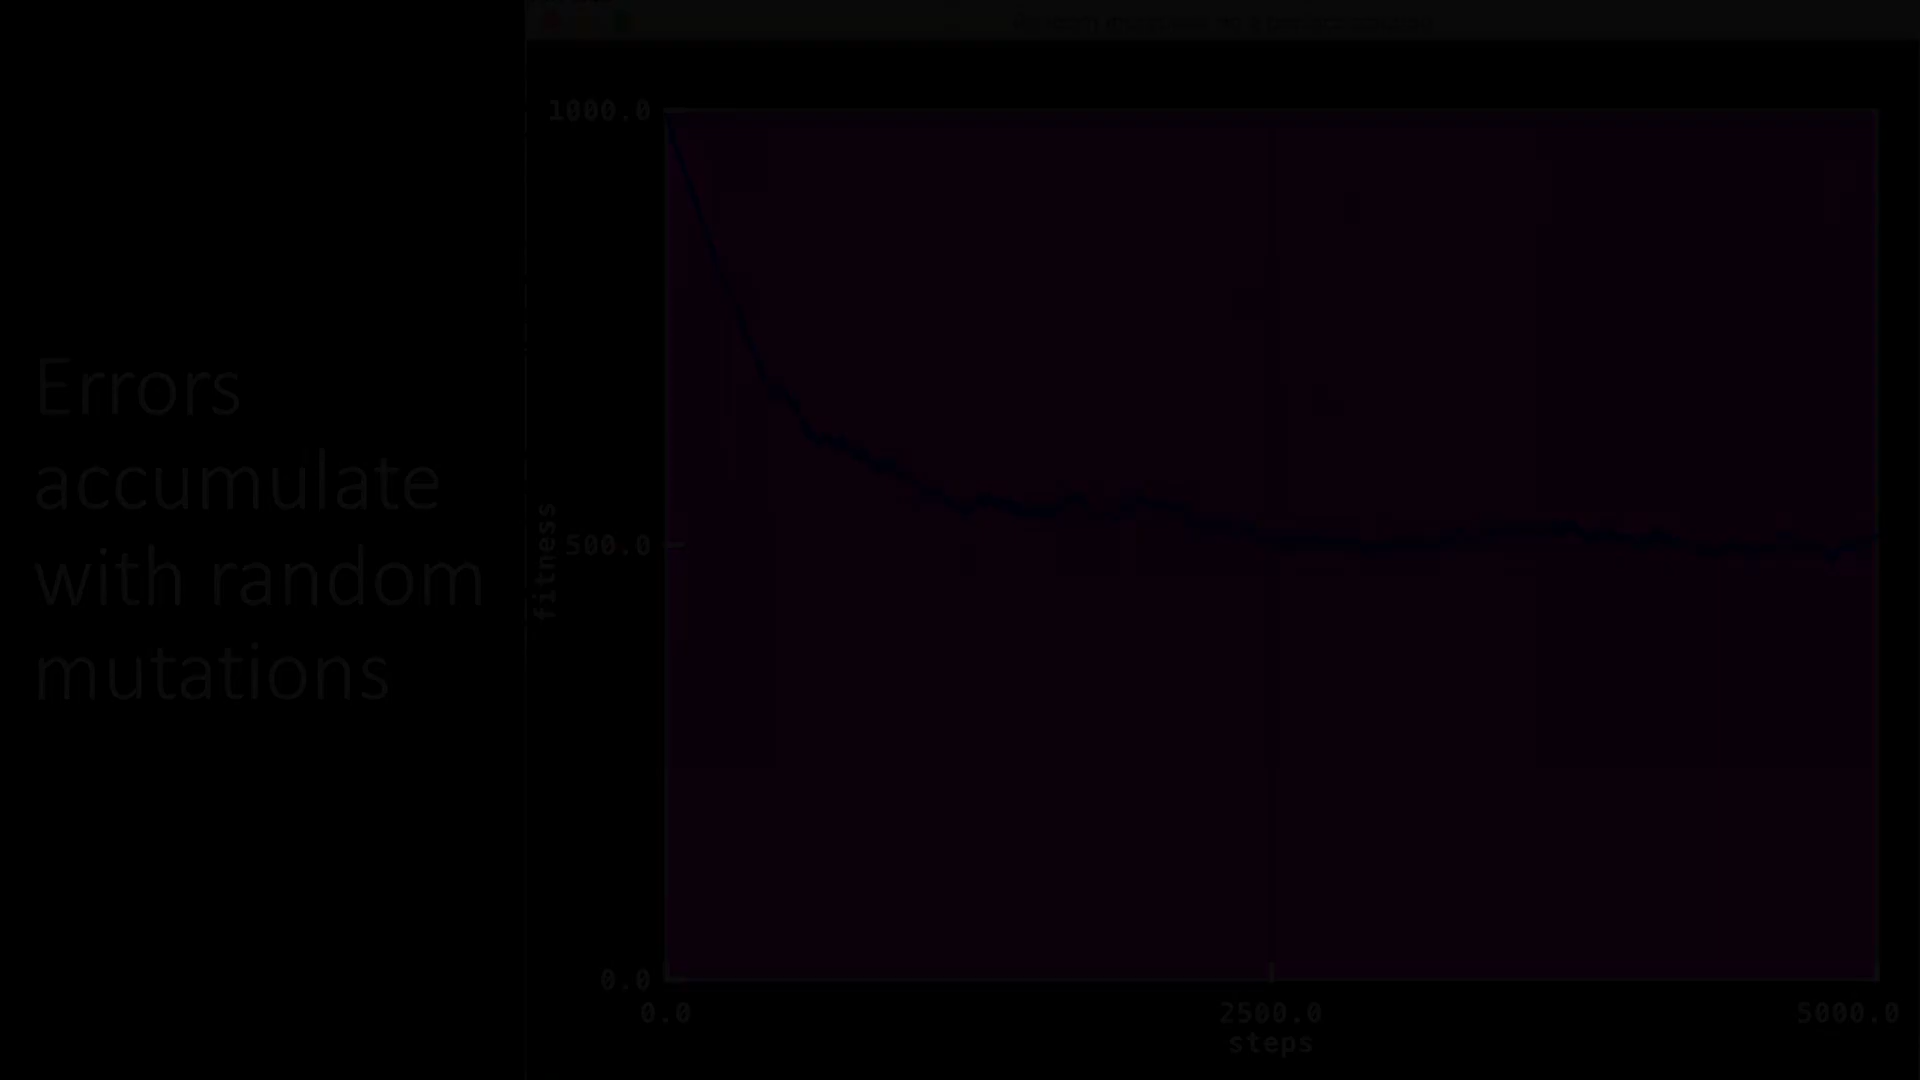 Errors
accumulate
with random
mutations
1000.0
500.0
0.0
fitness
0.0
2500.0
5000.0
steps